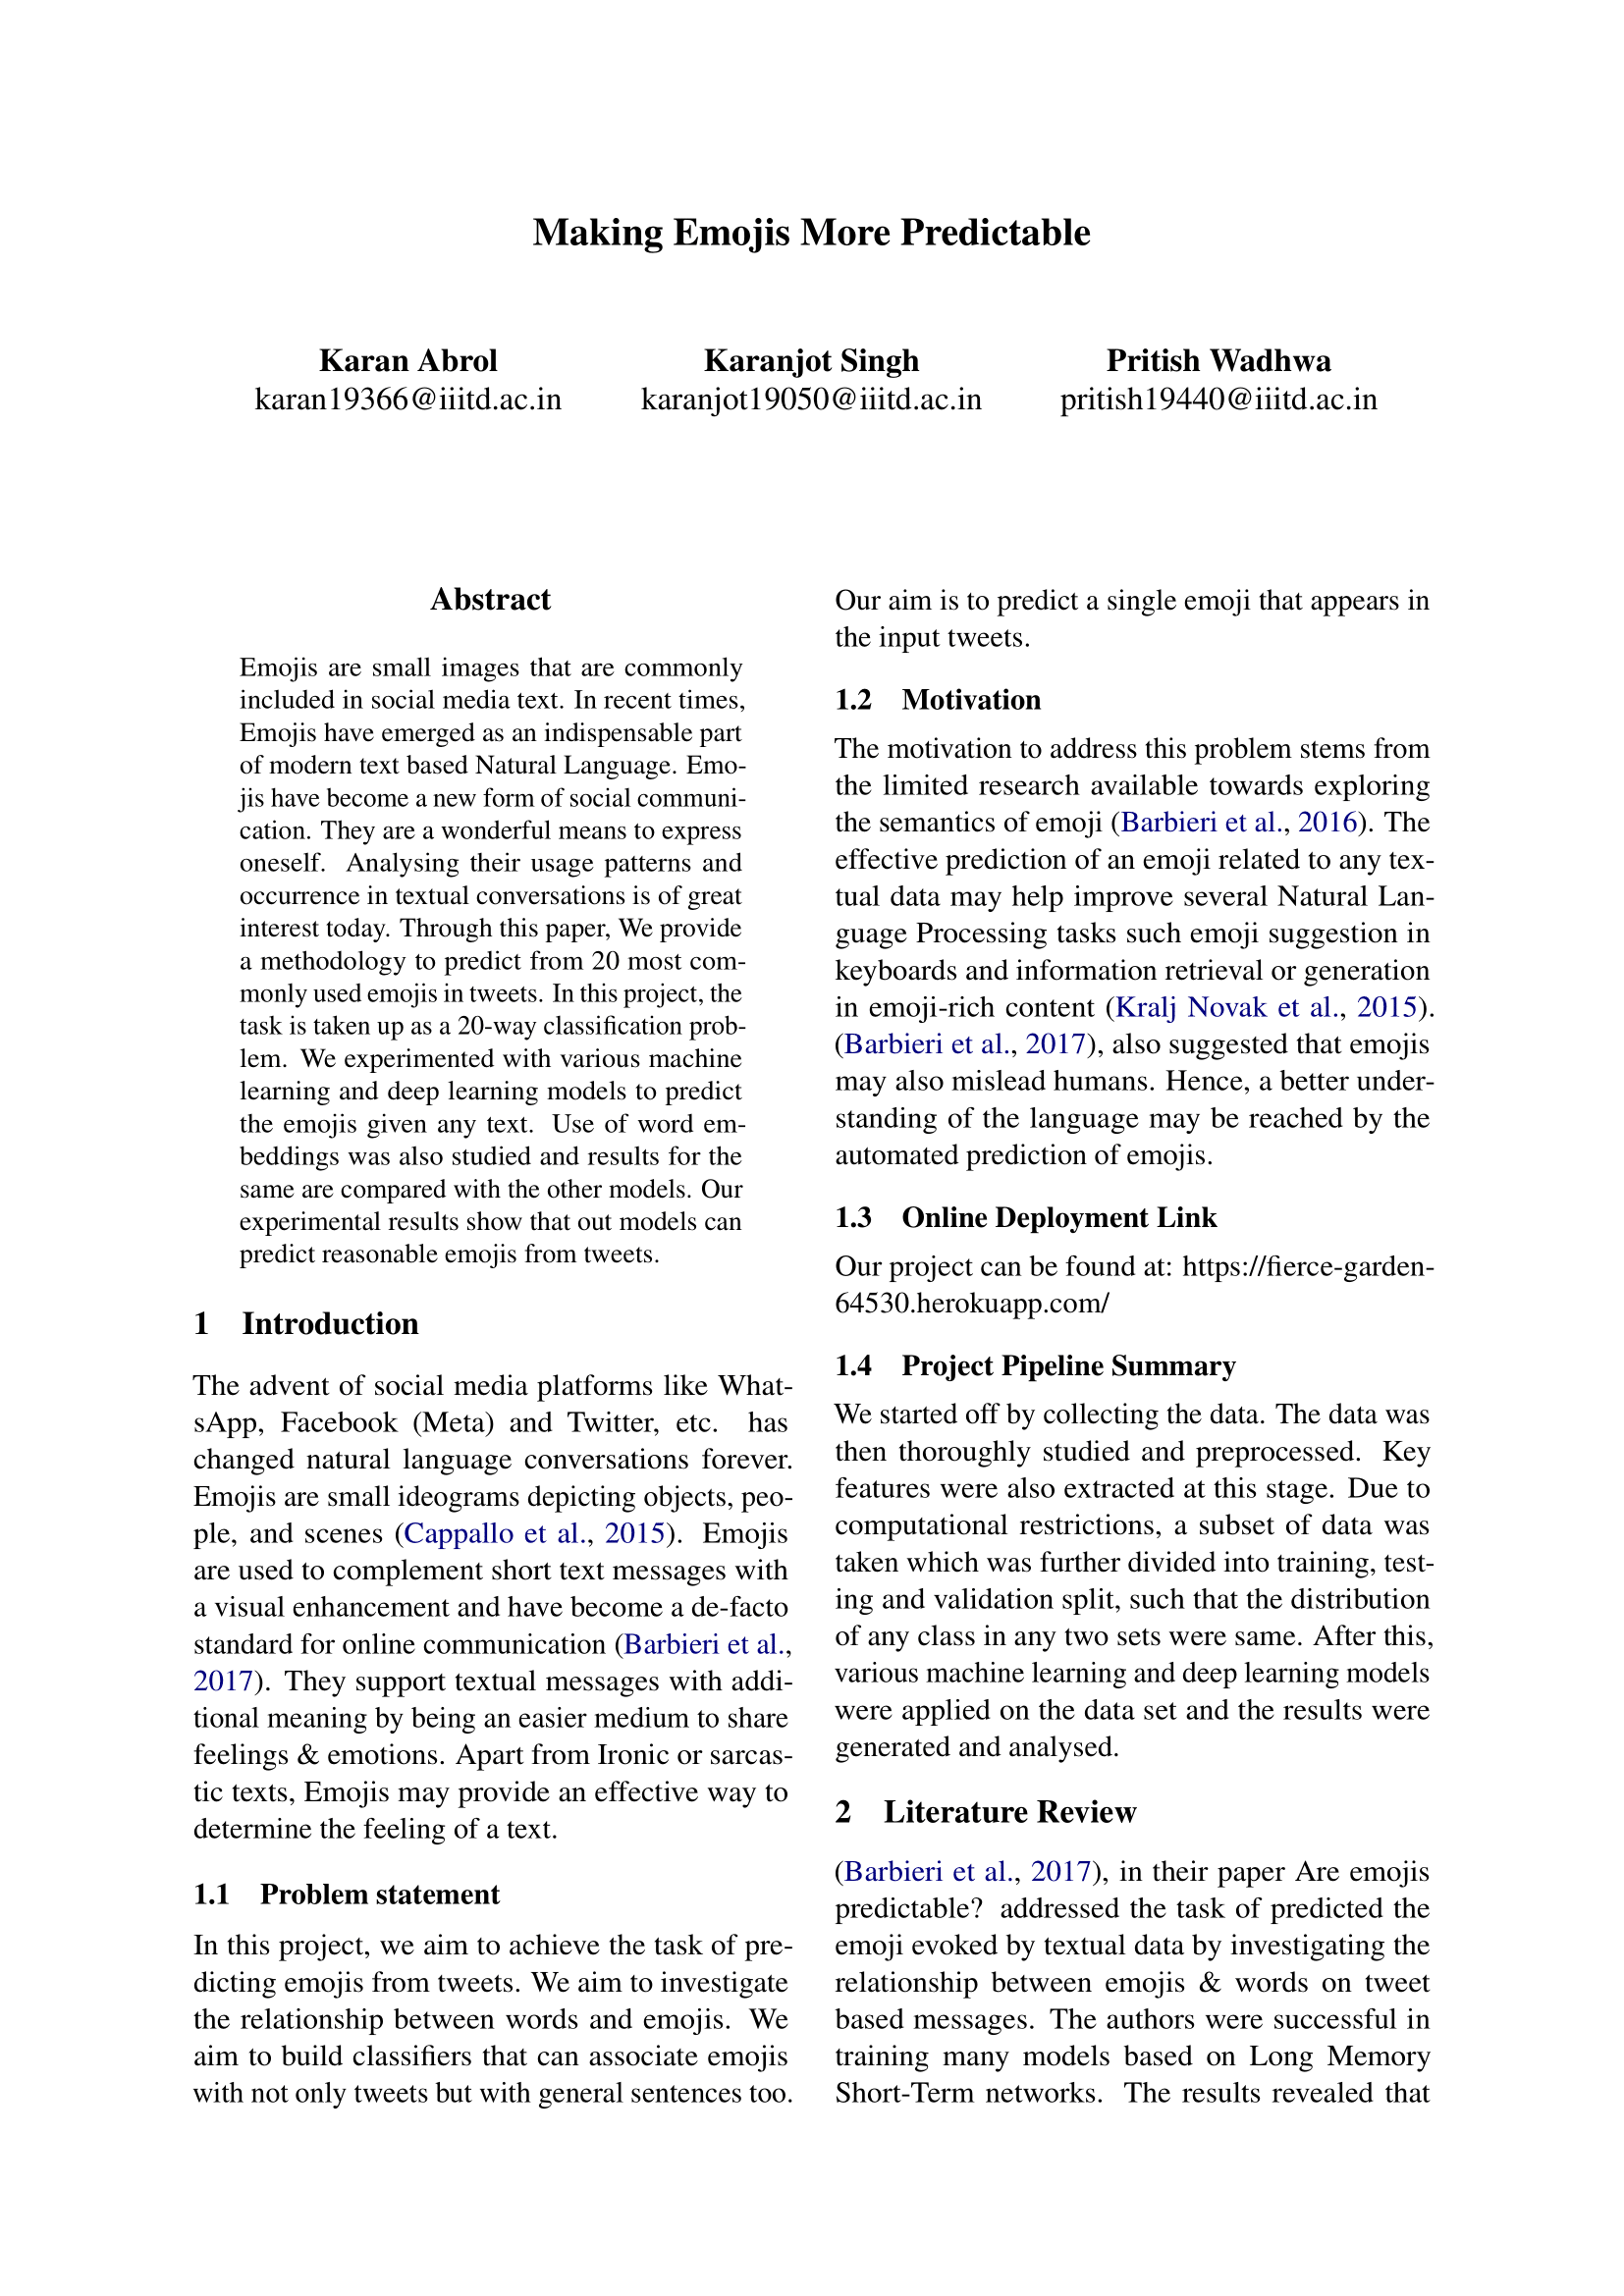 Making Emojis More Predictable
Karan Abrol
karan19366@iiitd.ac.in
Karanjot Singh
karanjot19050@iiitd.ac.in
Pritish Wadhwa
pritish19440@iiitd.ac.in
Abstract
Emojis are small images that are commonly
included in social media text. In recent times,
Emojis have emerged as an indispensable part
of modern text based Natural Language. Emo-
jis have become a new form of social communi-
cation. They are a wonderful means to express
oneself. Analysing their usage patterns and
occurrence in textual conversations is of great
interest today. Through this paper, We provide
a methodology to predict from 20 most com-
monly used emojis in tweets. In this project, the
task is taken up as a 20-way classification prob-
lem. We experimented with various machine
learning and deep learning models to predict
the emojis given any text. Use of word em-
beddings was also studied and results for the
same are compared with the other models. Our
experimental results show that out models can
predict reasonable emojis from tweets.
1 Introduction
The advent of social media platforms like What-
sApp, Facebook (Meta) and Twitter, etc. has
changed natural language conversations forever.
Emojis are small ideograms depicting objects, peo-
ple, and scenes (Cappallo et al., 2015). Emojis
are used to complement short text messages with
a visual enhancement and have become a de-facto
standard for online communication (Barbieri et al.,
2017). They support textual messages with addi-
tional meaning by being an easier medium to share
feelings & emotions. Apart from Ironic or sarcas-
tic texts, Emojis may provide an effective way to
determine the feeling of a text.
1.1 Problem statement
In this project, we aim to achieve the task of pre-
dicting emojis from tweets. We aim to investigate
the relationship between words and emojis. We
aim to build classifiers that can associate emojis
with not only tweets but with general sentences too.
Our aim is to predict a single emoji that appears in
the input tweets.
1.2 Motivation
The motivation to address this problem stems from
the limited research available towards exploring
the semantics of emoji (Barbieri et al., 2016). The
effective prediction of an emoji related to any tex-
tual data may help improve several Natural Lan-
guage Processing tasks such emoji suggestion in
keyboards and information retrieval or generation
in emoji-rich content (Kralj Novak et al., 2015).
(Barbieri et al., 2017), also suggested that emojis
may also mislead humans. Hence, a better under-
standing of the language may be reached by the
automated prediction of emojis.
1.3 Online Deployment Link
Our project can be found at: https://fierce-garden-
64530.herokuapp.com/
1.4 Project Pipeline Summary
We started off by collecting the data. The data was
then thoroughly studied and preprocessed. Key
features were also extracted at this stage. Due to
computational restrictions, a subset of data was
taken which was further divided into training, test-
ing and validation split, such that the distribution
of any class in any two sets were same. After this,
various machine learning and deep learning models
were applied on the data set and the results were
generated and analysed.
2 Literature Review
(Barbieri et al., 2017), in their paper Are emojis
predictable? addressed the task of predicted the
emoji evoked by textual data by investigating the
relationship between emojis & words on tweet
based messages. The authors were successful in
training many models based on Long Memory
Short-Term networks. The results revealed that